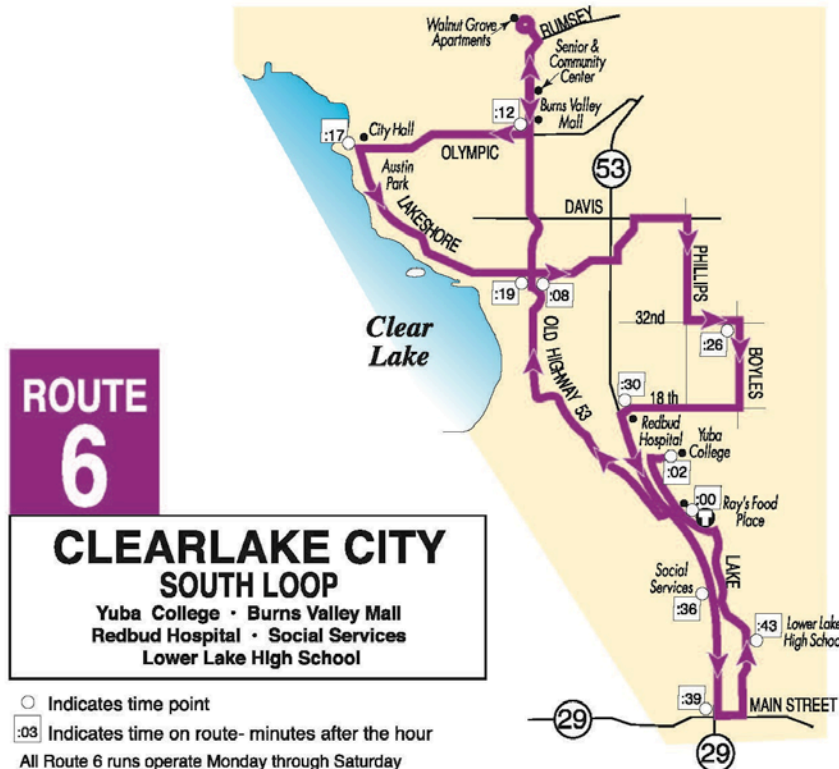 Walnut Grove
Apartments
RUMSEY
Senior &
Community
Center
:12
Burns Valley
Mall
:17
City Hall
OLYMPIC
53
Austin
Park
LAKESHORE
DAVIS
PHILLIPS
:19
:08
Clear
Lake
OLD HIGHWAY 53
32nd
:26
BOYLES
:30
18 th
Redbud
Hospital
Yuba
College
:02
:00
Ray's Food
Place
T
LAKE
Social
Services
:36
:43
Lower Lake
High School
:39
MAIN STREET
29
29
ROUTE
6
CLEARLAKE CITY
SOUTH LOOP
Yuba College • Burns Valley Mall
Redbud Hospital • Social Services
Lower Lake High School
Indicates time point
:03 Indicates time on route- minutes after the hour
All Route 6 runs operate Monday through Saturday